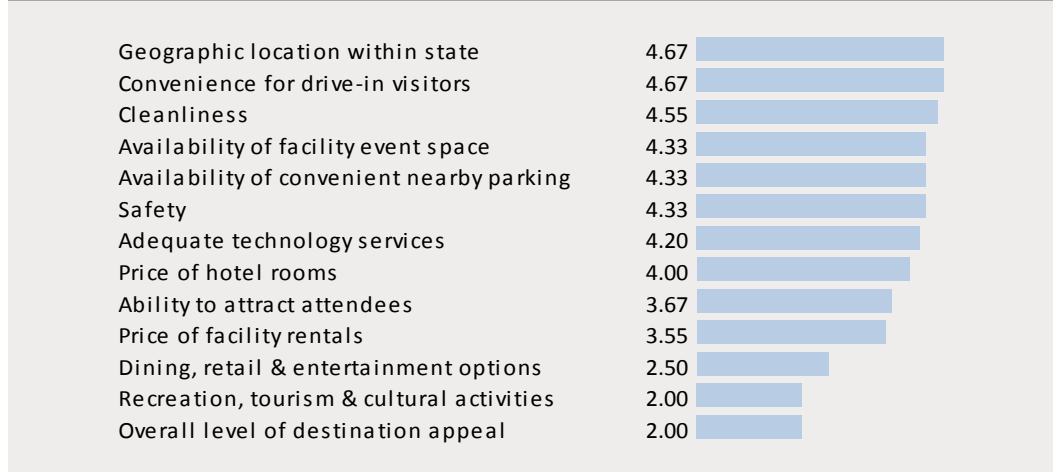 Geographic location within state 4.67
Convenience for drive-in visitors 4.67
Cleanliness 4.55
Availability of facility event space 4.33
Availability of convenient nearby parking 4.33
Safety 4.33
Adequate technology services 4.20
Price of hotel rooms 4.00
Ability to attract attendees 3.67
Price of facility rentals 3.55
Dining, retail & entertainment options 2.50
Recreation, tourism & cultural activities 2.00
Overall level of destination appeal 2.00